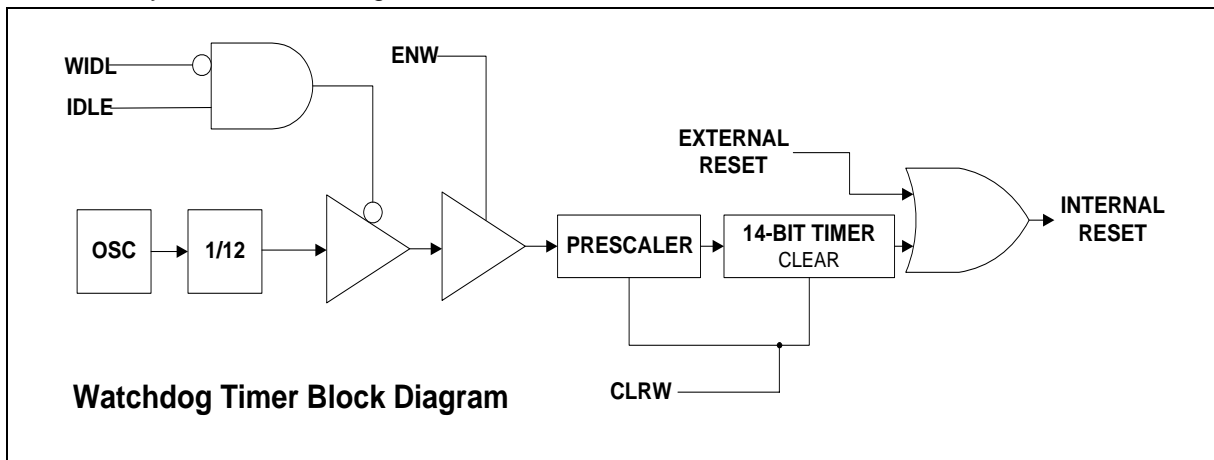 WIDL
IDLE
ENW
EXTERNAL
RESET
OSC
1/12
PRESCALER
14-BIT TIMER
CLEAR
INTERNAL
RESET
CLRW
Watchdog Timer Block Diagram